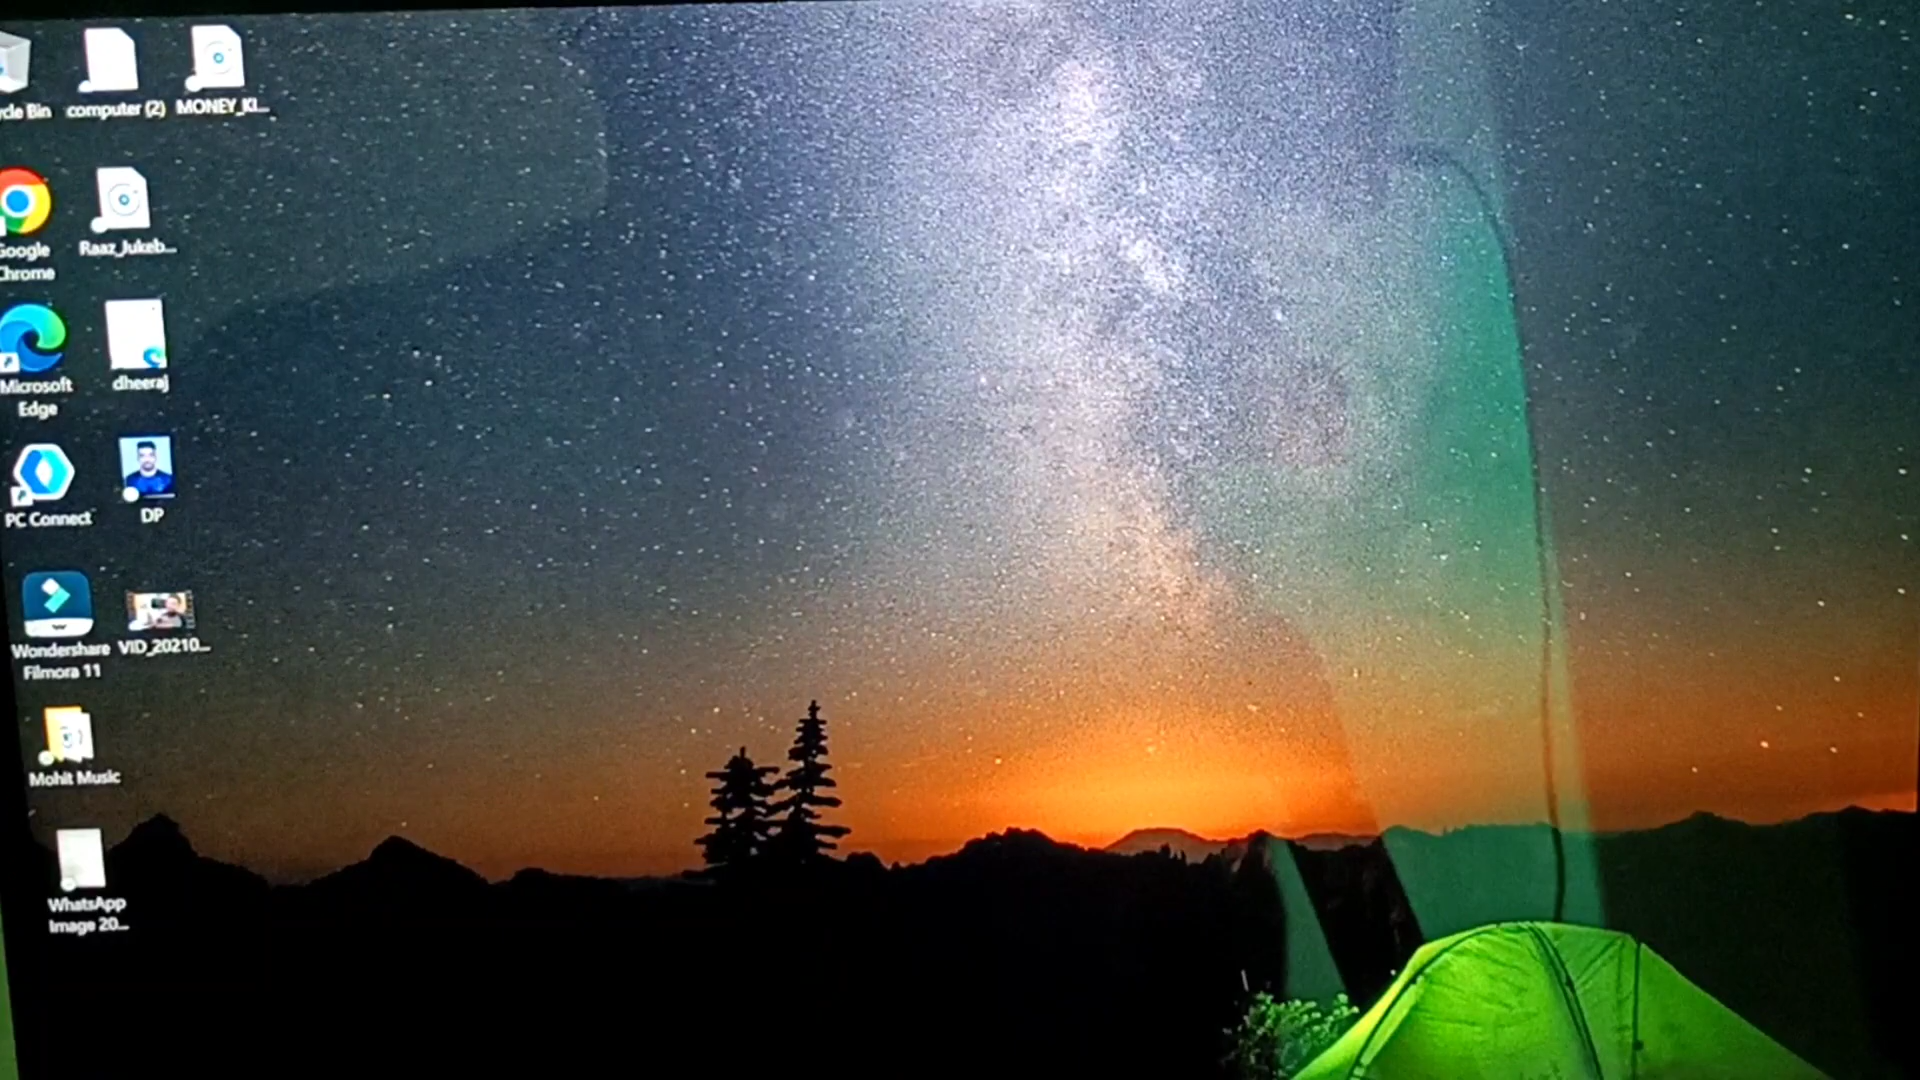 cle Bin
computer (2)
MONEY_KI...
Google
Chrome
Raaz_Jukeb...
Microsoft
Edge
dheeraj
PC Connect
DP
Wondershare
Filmora 11
VID_20210...
Mohit Music
WhatsApp
Image 20...